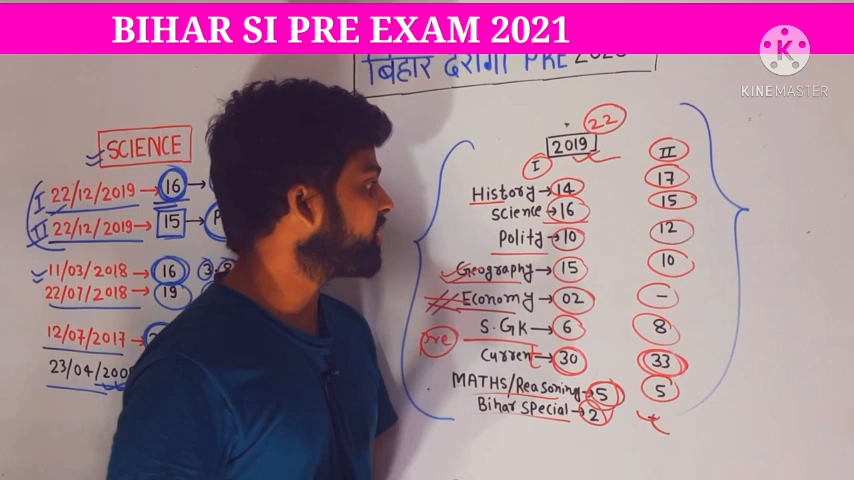 BIHAR SI PRE EXAM 2021
KINEMASTER
बिहार दरोगा PRE
SCIENCE
I 22/12/2019 → 16 →
II 22/12/2019 → 15 → P
11/03/2018 → 16
22/07/2018 → 19
12/07/2017 →
23/04/200
22
2019
I II
History → 14 17
Science → 16 15
Polity → 10 12
Geography → 15 10
Economy → 02 -
S.GK → 6 8
Pre
Current → 30 33
MATHS/Reasoning → 5 5
Bihar special → 2